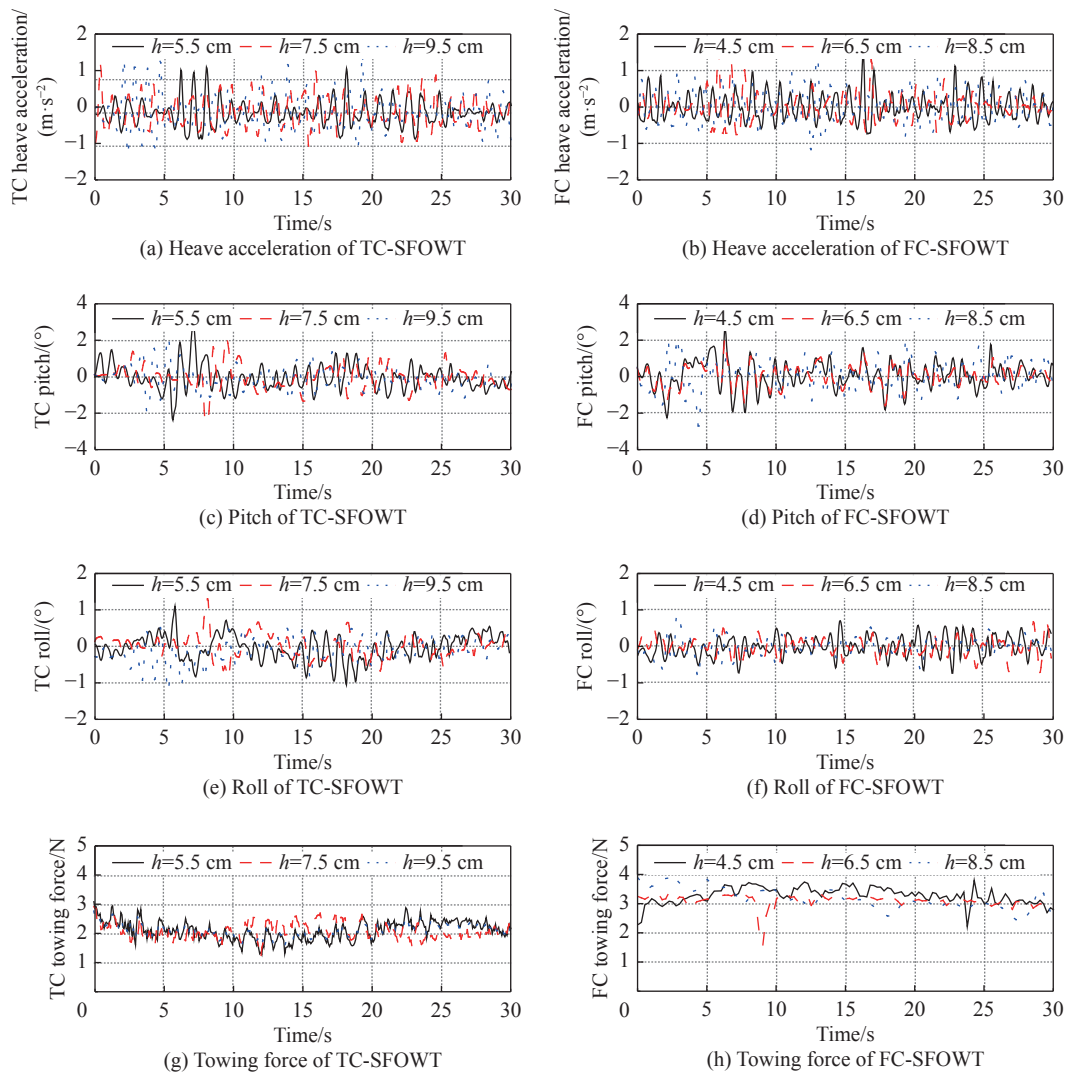 TC heave acceleration/
(m·s⁻²)
2
1
0
−1
−2
h=5.5 cm h=7.5 cm h=9.5 cm
0 5 10 15 20 25 30
Time/s
(a) Heave acceleration of TC-SFOWT
FC heave acceleration/
(m·s⁻²)
2
1
0
−1
−2
h=4.5 cm h=6.5 cm h=8.5 cm
0 5 10 15 20 25 30
Time/s
(b) Heave acceleration of FC-SFOWT
TC pitch/(°)
4
2
0
−2
−4
h=5.5 cm h=7.5 cm h=9.5 cm
0 5 10 15 20 25 30
Time/s
(c) Pitch of TC-SFOWT
FC pitch/(°)
4
2
0
−2
−4
h=4.5 cm h=6.5 cm h=8.5 cm
0 5 10 15 20 25 30
Time/s
(d) Pitch of FC-SFOWT
TC roll/(°)
2
1
0
−1
−2
h=5.5 cm h=7.5 cm h=9.5 cm
0 5 10 15 20 25 30
Time/s
(e) Roll of TC-SFOWT
FC roll/(°)
2
1
0
−1
−2
h=4.5 cm h=6.5 cm h=8.5 cm
0 5 10 15 20 25 30
Time/s
(f) Roll of FC-SFOWT
TC towing force/N
5
4
3
2
1
h=5.5 cm h=7.5 cm h=9.5 cm
0 5 10 15 20 25 30
Time/s
(g) Towing force of TC-SFOWT
FC towing force/N
5
4
3
2
1
h=4.5 cm h=6.5 cm h=8.5 cm
0 5 10 15 20 25 30
Time/s
(h) Towing force of FC-SFOWT